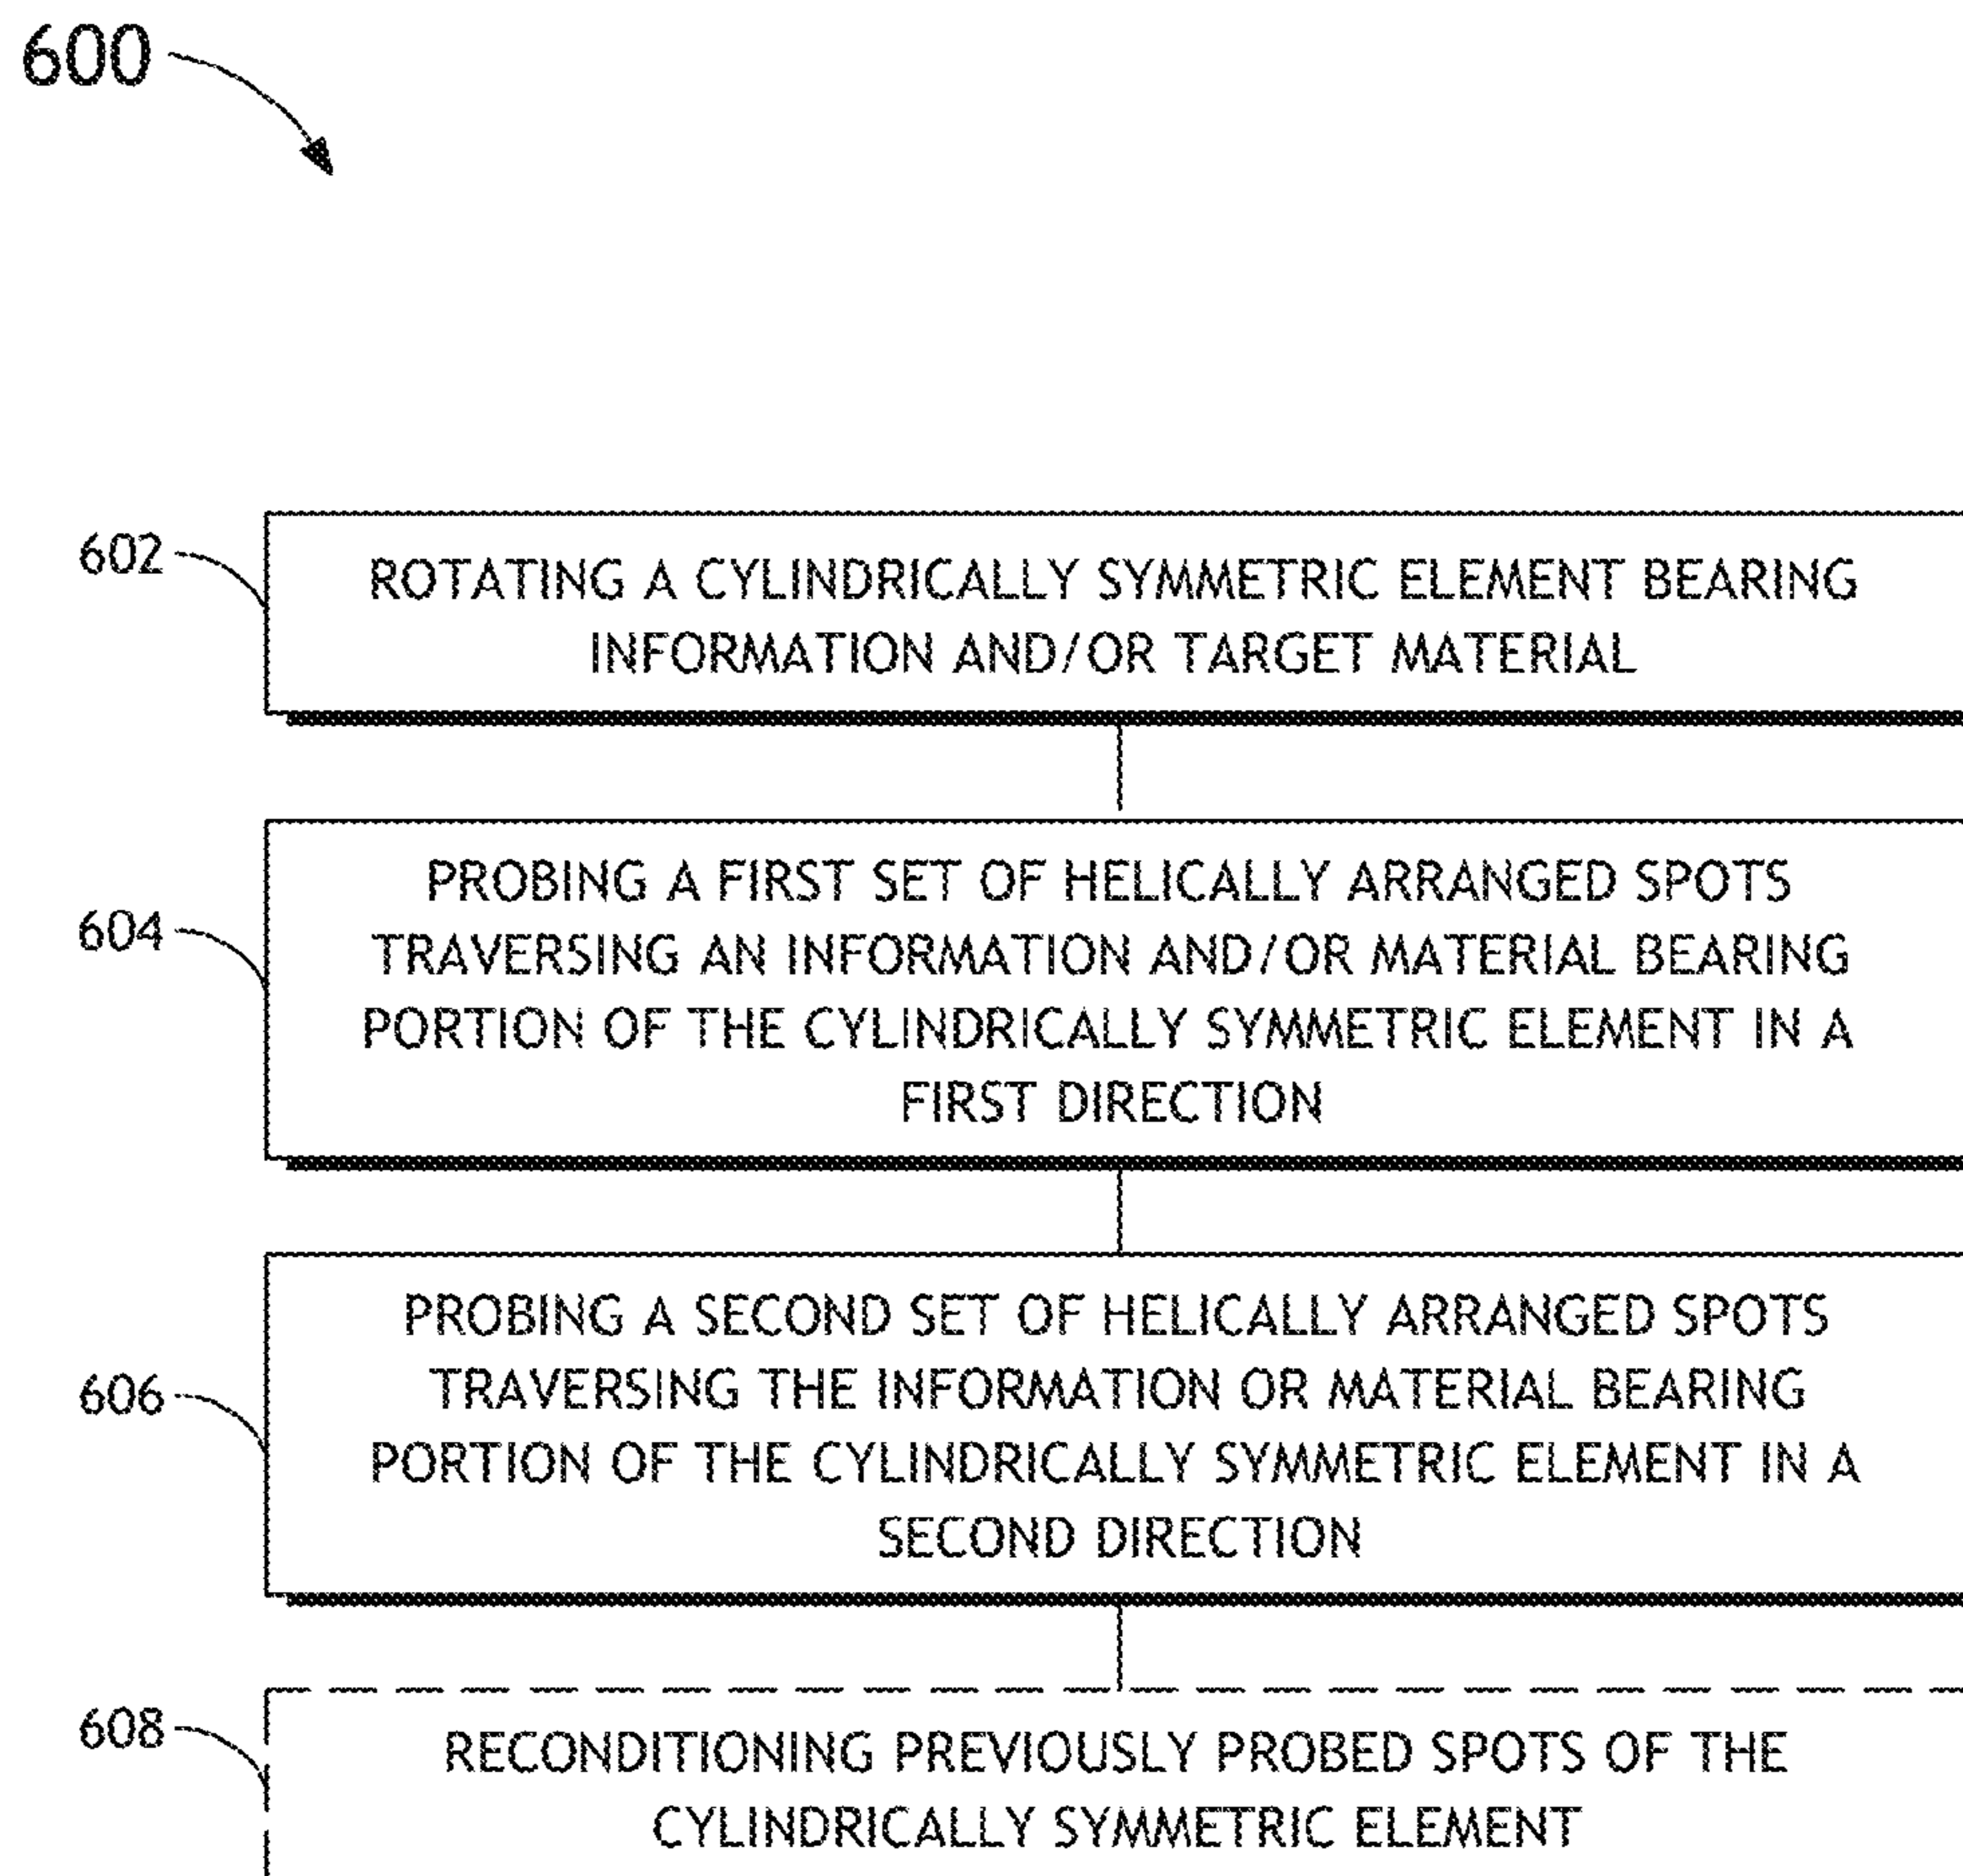 600
602
ROTATING A CYLINDRICALLY SYMMETRIC ELEMENT BEARING
INFORMATION AND/OR TARGET MATERIAL
604
PROBING A FIRST SET OF HELICALLY ARRANGED SPOTS
TRAVERSING AN INFORMATION AND/OR MATERIAL BEARING
PORTION OF THE CYLINDRICALLY SYMMETRIC ELEMENT IN A
FIRST DIRECTION
606
PROBING A SECOND SET OF HELICALLY ARRANGED SPOTS
TRAVERSING THE INFORMATION OR MATERIAL BEARING
PORTION OF THE CYLINDRICALLY SYMMETRIC ELEMENT IN A
SECOND DIRECTION
608
RECONDITIONING PREVIOUSLY PROBED SPOTS OF THE
CYLINDRICALLY SYMMETRIC ELEMENT